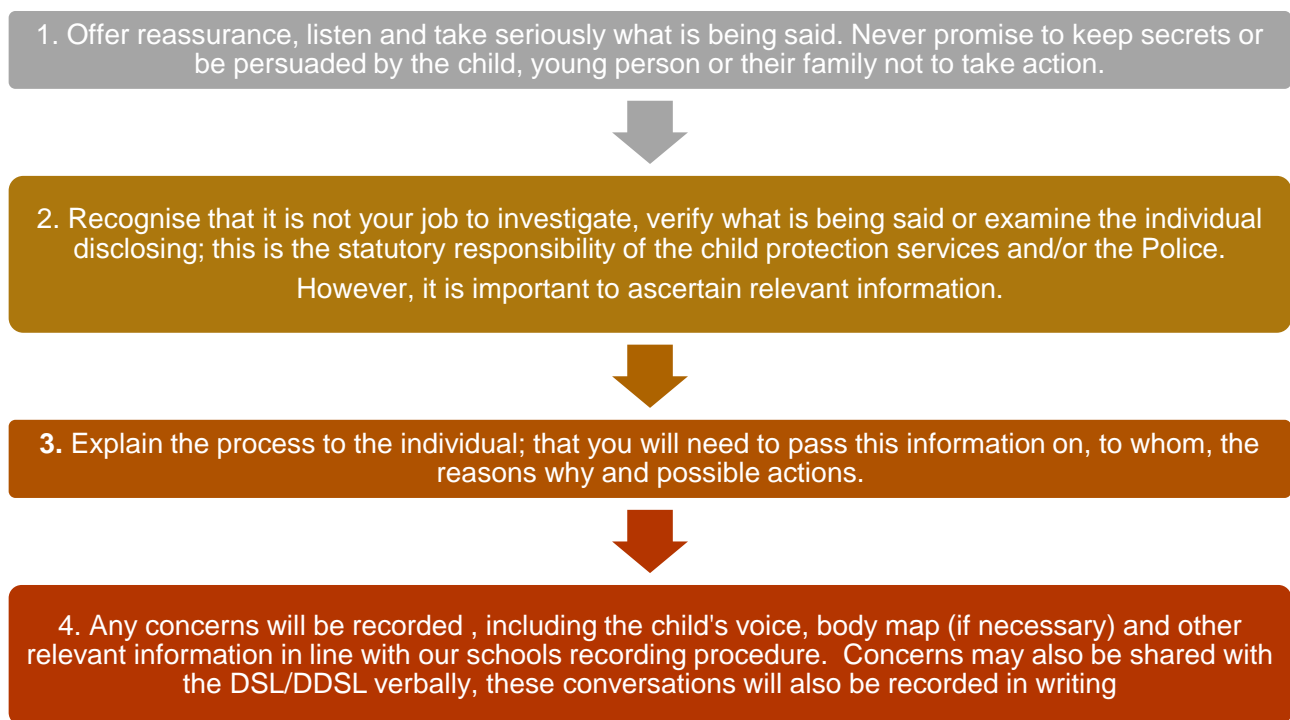 1. Offer reassurance, listen and take seriously what is being said. Never promise to keep secrets or
be persuaded by the child, young person or their family not to take action.
2. Recognise that it is not your job to investigate, verify what is being said or examine the individual
disclosing; this is the statutory responsibility of the child protection services and/or the Police.
However, it is important to ascertain relevant information.
3. Explain the process to the individual; that you will need to pass this information on, to whom, the
reasons why and possible actions.
4. Any concerns will be recorded , including the child's voice, body map (if necessary) and other
relevant information in line with our schools recording procedure.  Concerns may also be shared with
the DSL/DDSL verbally, these conversations will also be recorded in writing